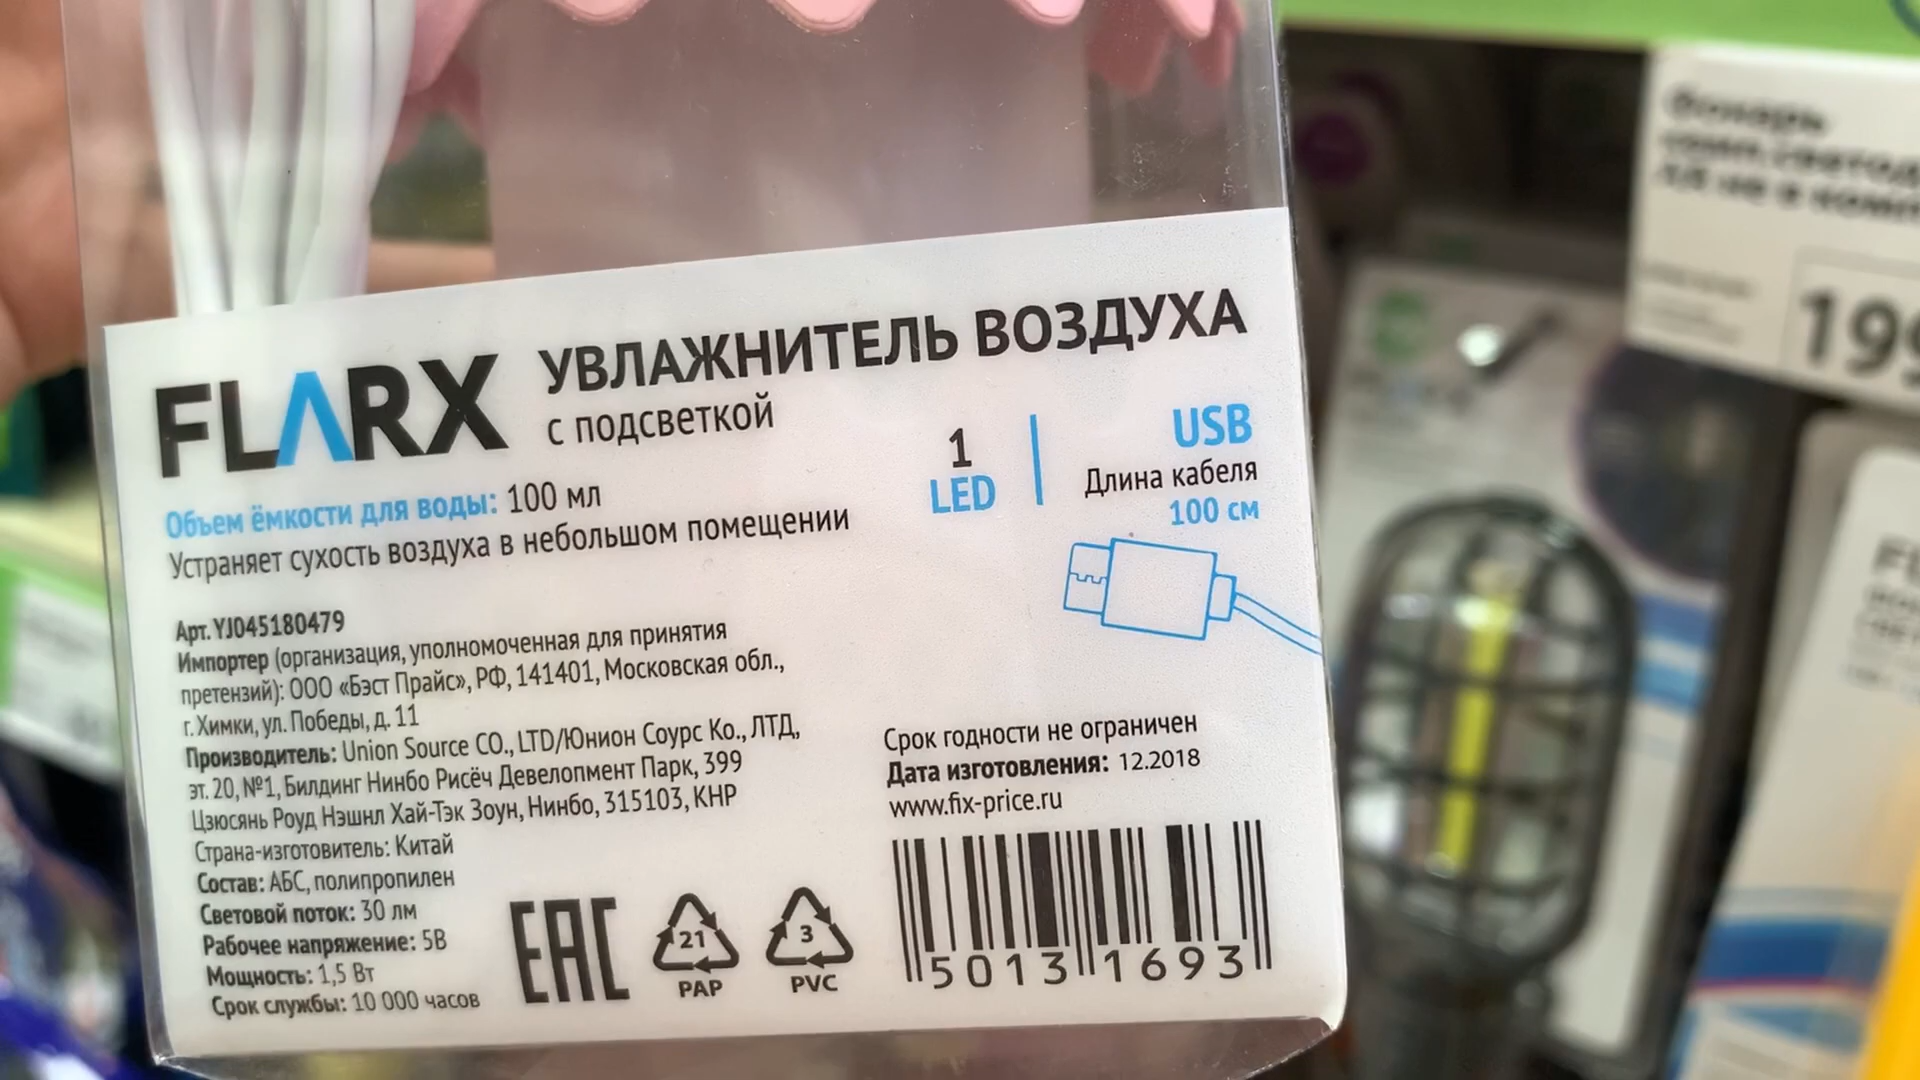 FLARX
УВЛАЖНИТЕЛЬ ВОЗДУХА
с подсветкой
Объем ёмкости для воды: 100 мл
Устраняет сухость воздуха в небольшом помещении
1
LED
USB
Длина кабеля
100 см
Арт. YJ045180479
Импортер (организация, уполномоченная для принятия
претензий): ООО «Бэст Прайс», РФ, 141401, Московская обл.,
г. Химки, ул. Победы, д. 11
Производитель: Union Source CO., LTD/Юнион Соурс Ко., ЛТД,
эт. 20, №1, Билдинг Нинбо Рисёч Девелопмент Парк, 399
Цзюсянь Роуд Нэшнл Хай-Тэк Зоун, Нинбо, 315103, КНР
Страна-изготовитель: Китай
Состав: АБС, полипропилен
Световой поток: 30 лм
Рабочее напряжение: 5В
Мощность: 1,5 Вт
Срок службы: 10 000 часов
EAC
21
PAP
3
PVC
Срок годности не ограничен
Дата изготовления: 12.2018
www.fix-price.ru
5013 1693
Фонарь
199